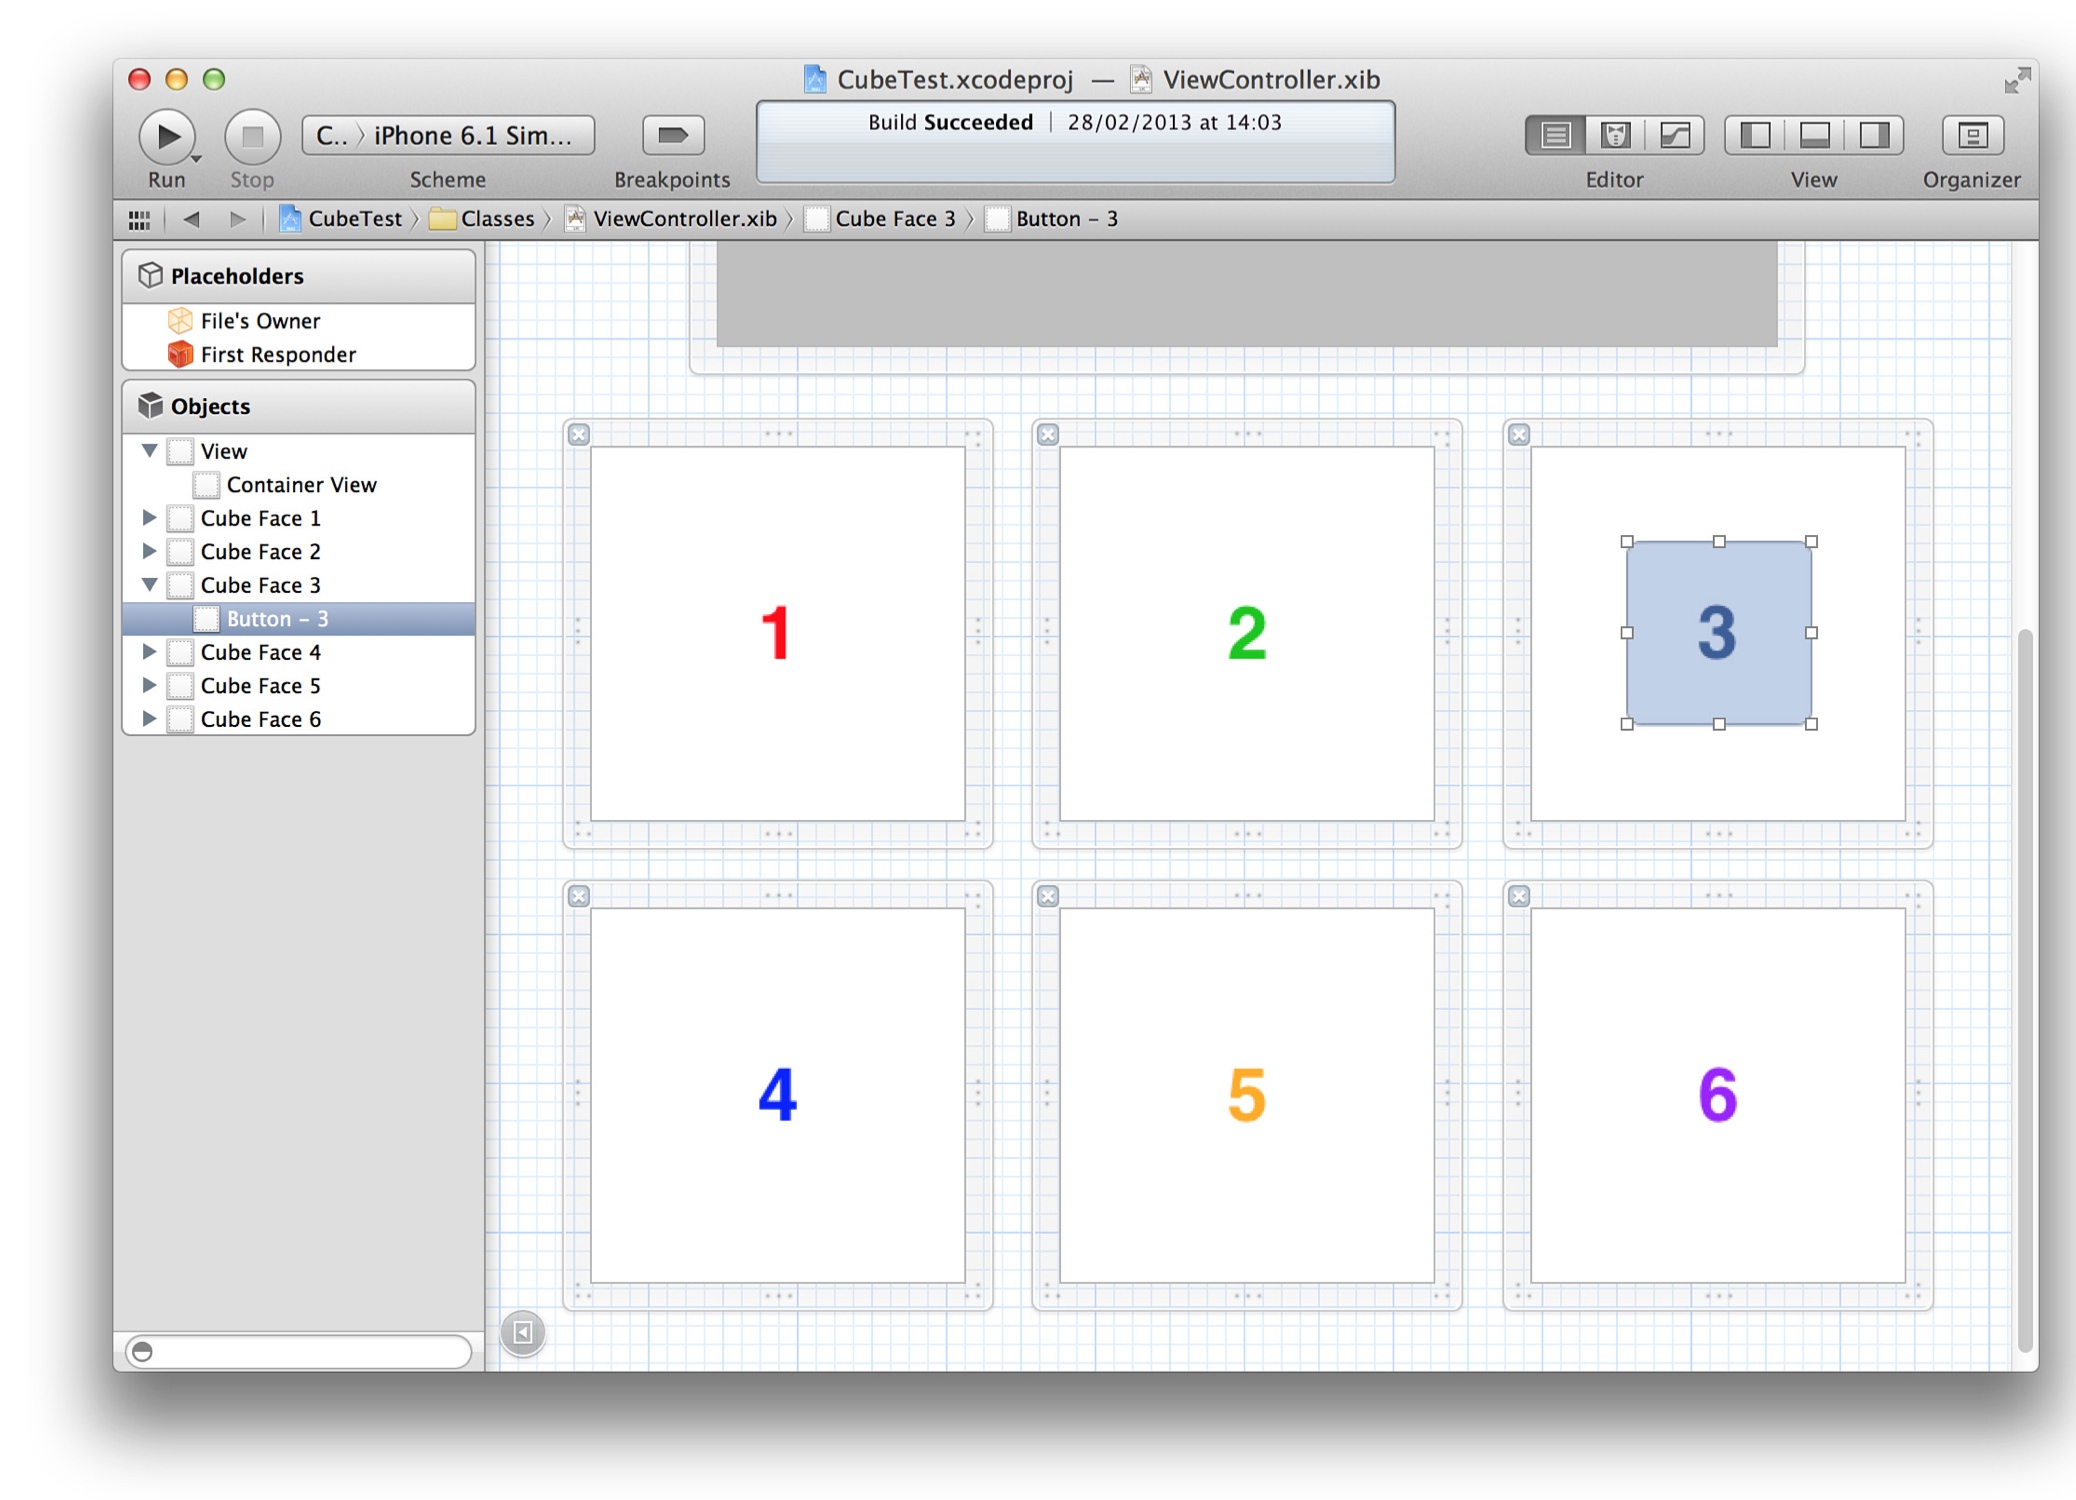 CubeTest.xcodeproj — ViewController.xib
C.. 〉 iPhone 6.1 Sim...
Build Succeeded | 28/02/2013 at 14:03
Run Stop Scheme Breakpoints Editor View Organizer
CubeTest 〉 Classes 〉 ViewController.xib 〉 Cube Face 3 〉 Button – 3
Placeholders
File's Owner
First Responder
Objects
View
Container View
Cube Face 1
Cube Face 2
Cube Face 3
Button – 3
Cube Face 4
Cube Face 5
Cube Face 6
1 2 3
4 5 6